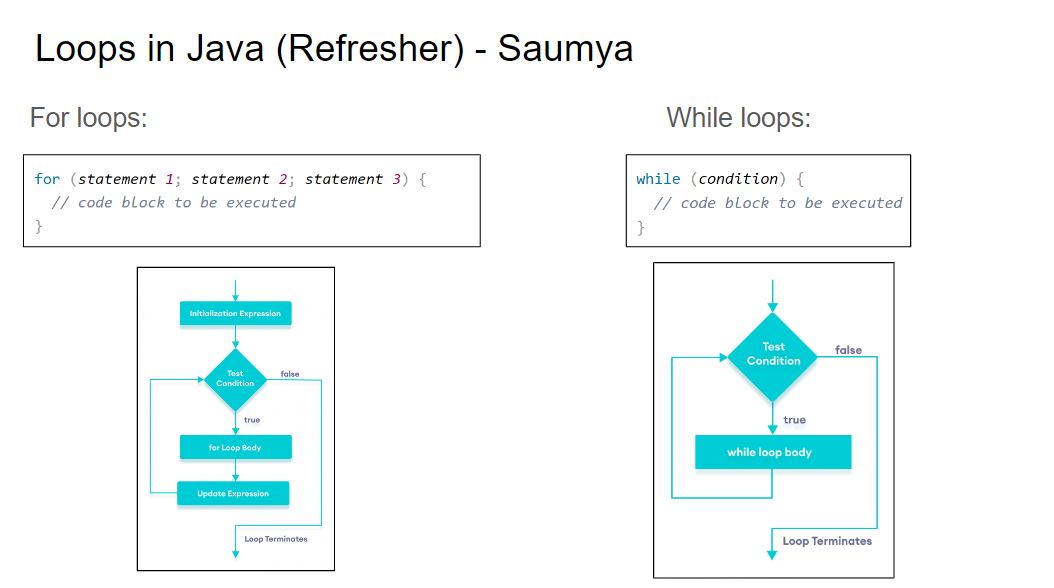 Loops in Java (Refresher) - Saumya
For loops:
for (statement 1; statement 2; statement 3) {
// code block to be executed
}
Initialization Expression
Test
Condition
false
true
for Loop Body
Update Expression
Loop Terminates
While loops:
while (condition) {
// code block to be executed
}
Test
Condition
false
true
while loop body
Loop Terminates